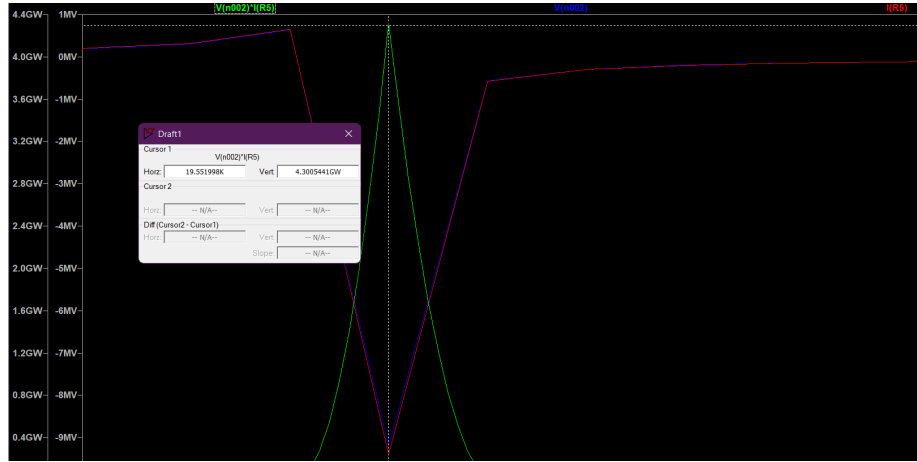 V(n002)*I(R5) V(n002) I(R5)
4.4GW 1MV
4.0GW 0MV
3.6GW -1MV
3.2GW -2MV
2.8GW -3MV
2.4GW -4MV
2.0GW -5MV
1.6GW -6MV
1.2GW -7MV
0.8GW -8MV
0.4GW -9MV
Draft1
Cursor 1
V(n002)*I(R5)
Horz: 19.551998K Vert: 4.3005441GW
Cursor 2
Horz: -- N/A-- Vert: -- N/A--
Diff (Cursor2 - Cursor1)
Horz: -- N/A-- Vert: -- N/A--
Slope: -- N/A--